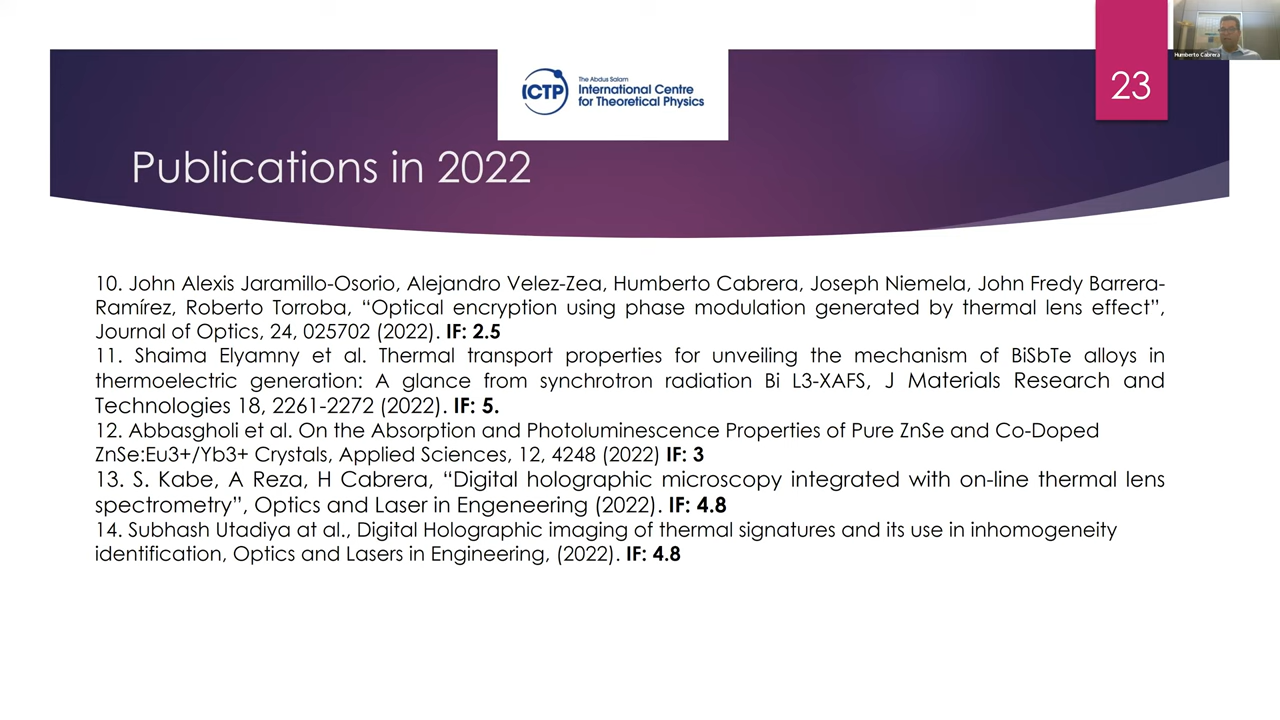 Humberto Cabrera
23
ICTP
The Abdus Salam
International Centre
for Theoretical Physics
Publications in 2022
10. John Alexis Jaramillo-Osorio, Alejandro Velez-Zea, Humberto Cabrera, Joseph Niemela, John Fredy Barrera-
Ramírez, Roberto Torroba, “Optical encryption using phase modulation generated by thermal lens effect”,
Journal of Optics, 24, 025702 (2022). IF: 2.5
11. Shaima Elyamny et al. Thermal transport properties for unveiling the mechanism of BiSbTe alloys in
thermoelectric generation: A glance from synchrotron radiation Bi L3-XAFS, J Materials Research and
Technologies 18, 2261-2272 (2022). IF: 5.
12. Abbasgholi et al. On the Absorption and Photoluminescence Properties of Pure ZnSe and Co-Doped
ZnSe:Eu3+/Yb3+ Crystals, Applied Sciences, 12, 4248 (2022) IF: 3
13. S. Kabe, A Reza, H Cabrera, “Digital holographic microscopy integrated with on-line thermal lens
spectrometry”, Optics and Laser in Engeneering (2022). IF: 4.8
14. Subhash Utadiya at al., Digital Holographic imaging of thermal signatures and its use in inhomogeneity
identification, Optics and Lasers in Engineering, (2022). IF: 4.8